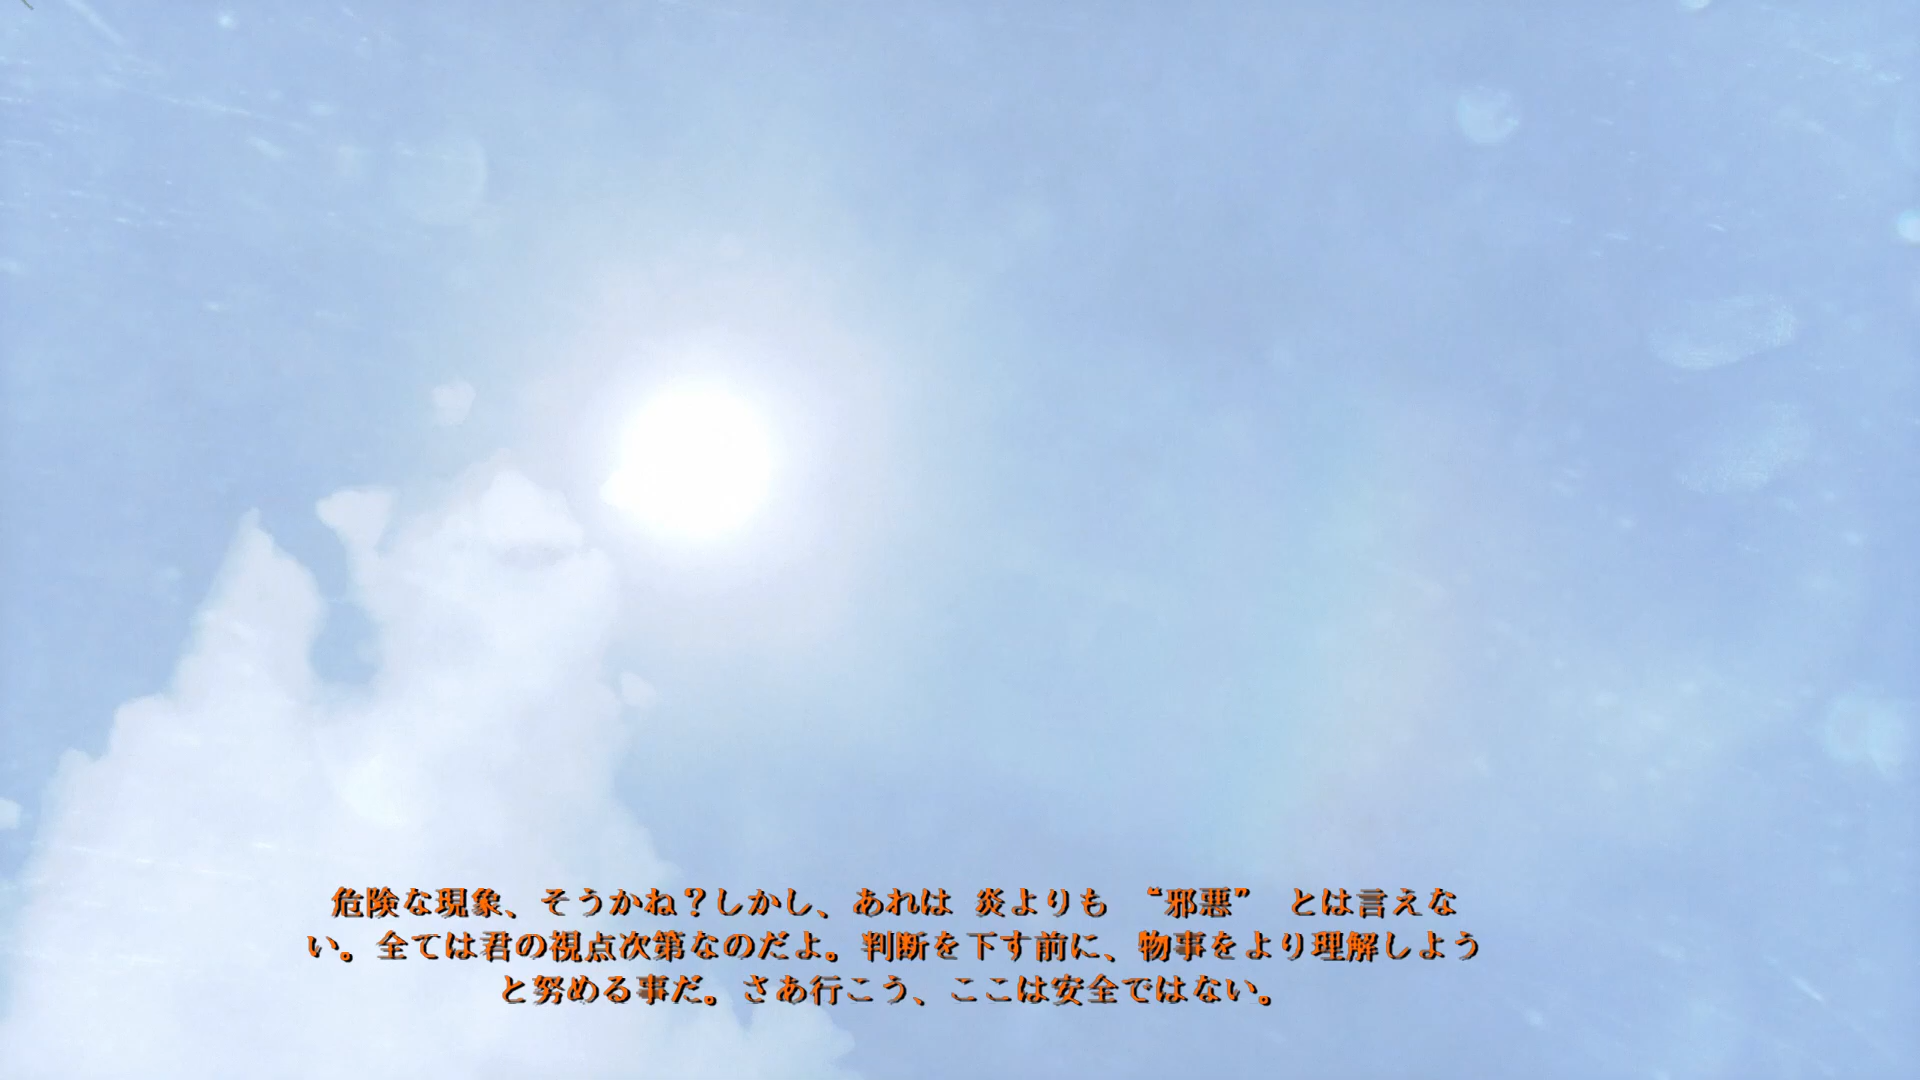 危険な現象、そうかね？しかし、あれは 炎よりも “邪悪” とは言えな
い。全ては君の視点次第なのだよ。判断を下す前に、物事をより理解しよう
と努める事だ。さあ行こう、ここは安全ではない。